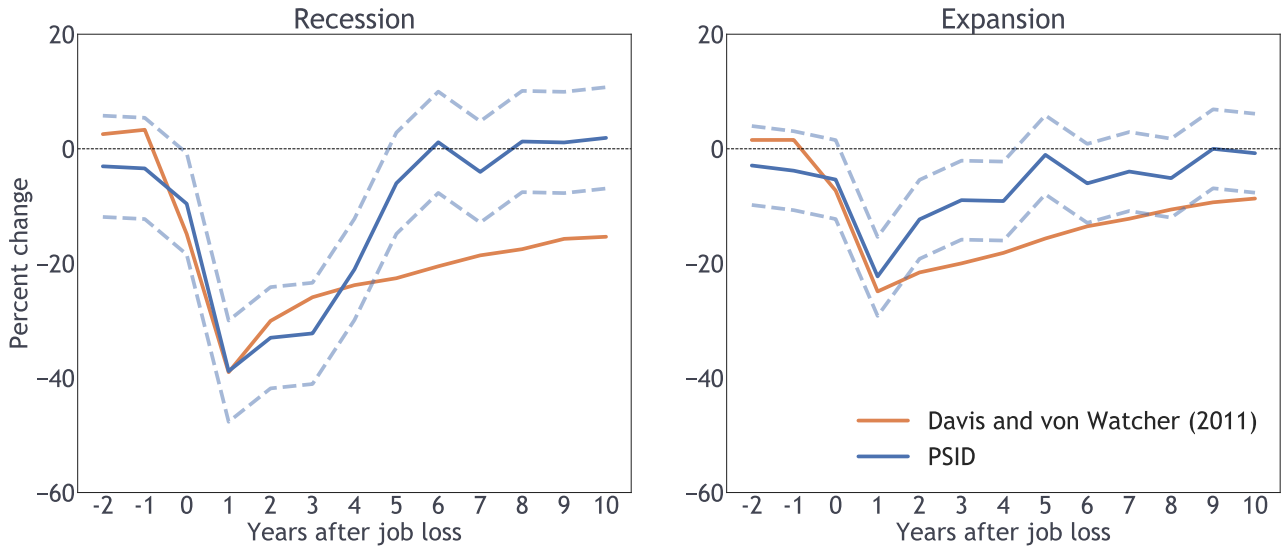 Recession
Expansion
Percent change
20
0
−20
−40
−60
-2 -1 0 1 2 3 4 5 6 7 8 9 10
Years after job loss
20
0
−20
−40
−60
Davis and von Watcher (2011)
PSID
-2 -1 0 1 2 3 4 5 6 7 8 9 10
Years after job loss